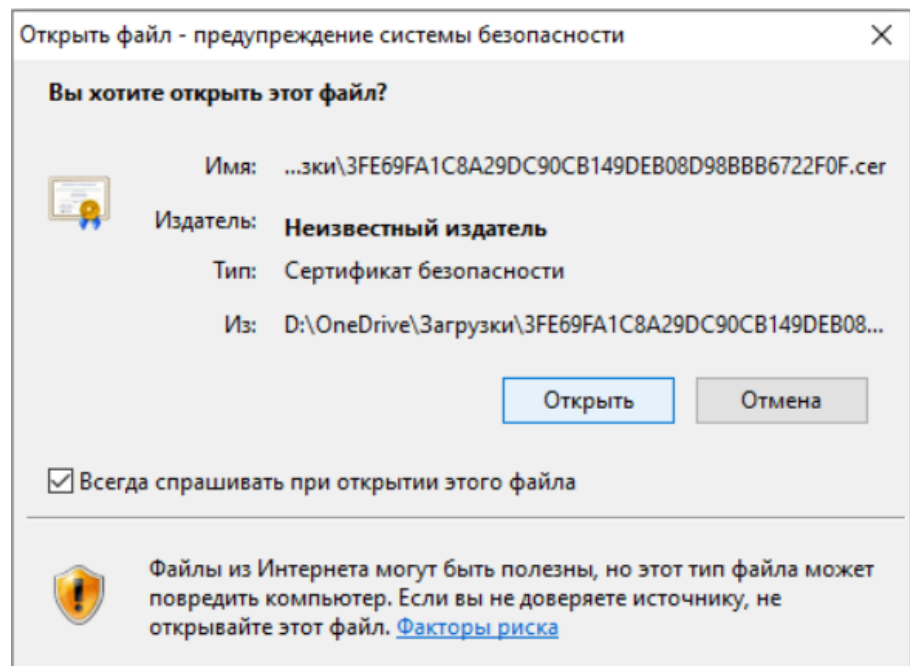 Открыть файл - предупреждение системы безопасности
Вы хотите открыть этот файл?
Имя: ...зки\3FE69FA1C8A29DC90CB149DEB08D98BBB6722F0F.cer
Издатель: Неизвестный издатель
Тип: Сертификат безопасности
Из: D:\OneDrive\Загрузки\3FE69FA1C8A29DC90CB149DEB08...
Открыть Отмена
Всегда спрашивать при открытии этого файла
Файлы из Интернета могут быть полезны, но этот тип файла может
повредить компьютер. Если вы не доверяете источнику, не
открывайте этот файл. Факторы риска